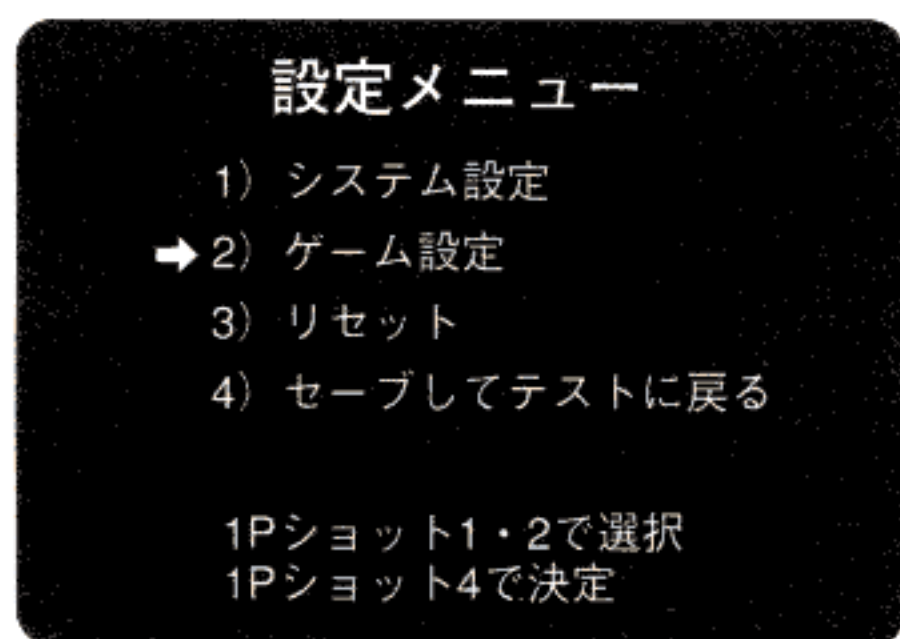 設定メニュー
1) システム設定
➡2) ゲーム設定
3) リセット
4) セーブしてテストに戻る
1Pショット1・2で選択
1Pショット4で決定